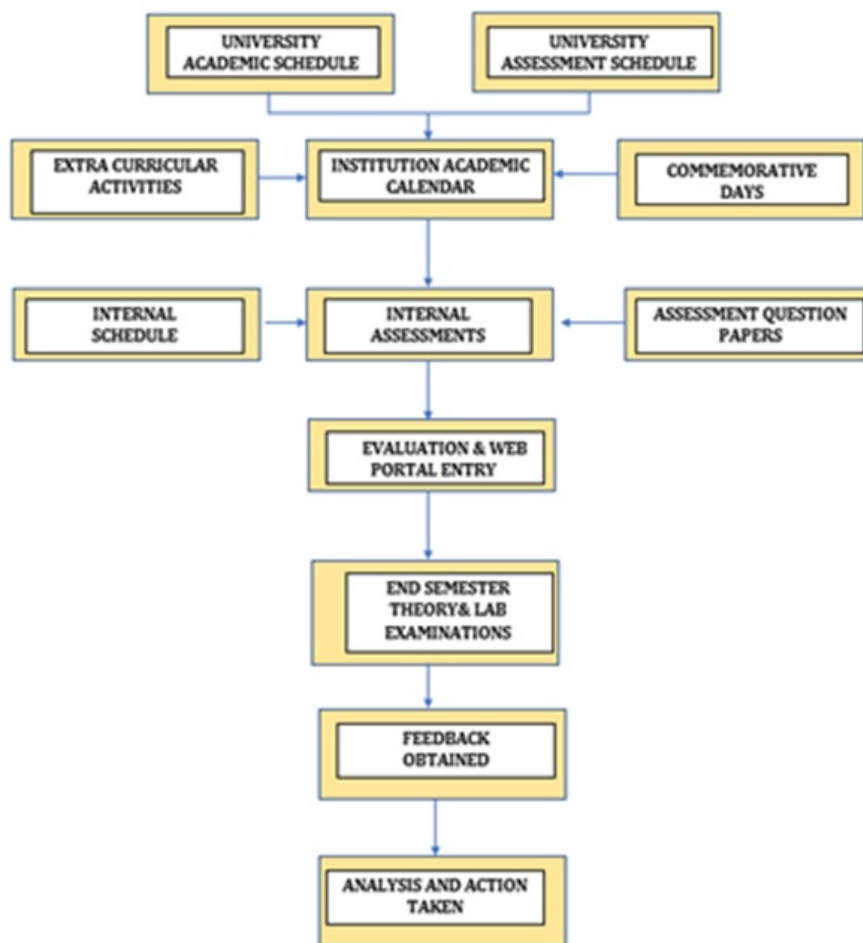 UNIVERSITY
ACADEMIC SCHEDULE
UNIVERSITY
ASSESSMENT SCHEDULE
EXTRA CURRICULAR
ACTIVITIES
INSTITUTION ACADEMIC
CALENDAR
COMMEMORATIVE
DAYS
INTERNAL
SCHEDULE
INTERNAL
ASSESSMENTS
ASSESSMENT QUESTION
PAPERS
EVALUATION & WEB
PORTAL ENTRY
END SEMESTER
THEORY& LAB
EXAMINATIONS
FEEDBACK
OBTAINED
ANALYSIS AND ACTION
TAKEN